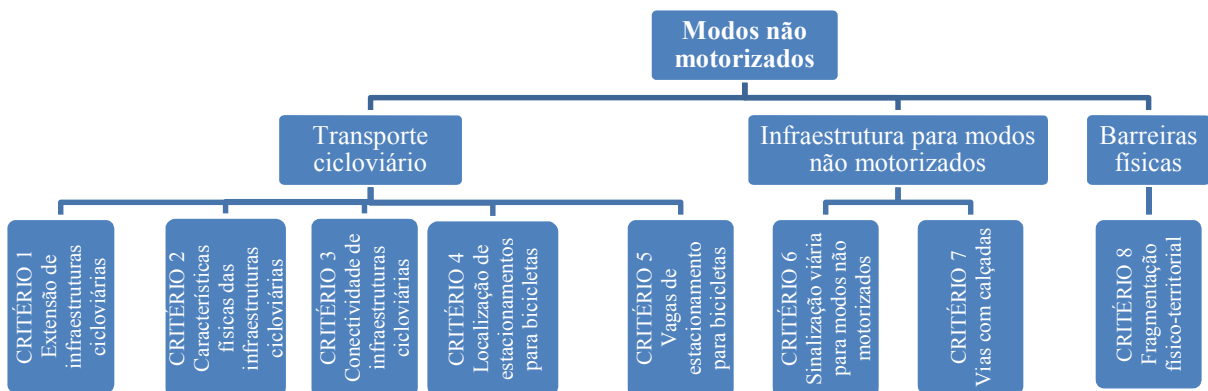 Modos não
motorizados
Transporte
cicloviário
Infraestrutura para modos
não motorizados
Barreiras
físicas
CRITÉRIO 1
Extensão de
infraestruturas
cicloviárias
CRITÉRIO 2
Características
físicas das
infraestruturas
cicloviárias
CRITÉRIO 3
Conectividade de
infraestruturas
cicloviárias
CRITÉRIO 4
Localização de
estacionamentos
para bicicletas
CRITÉRIO 5
Vagas de
estacionamento
para bicicletas
CRITÉRIO 6
Sinalização viária
para modos não
motorizados
CRITÉRIO 7
Vias com calçadas
CRITÉRIO 8
Fragmentação
físico-territorial